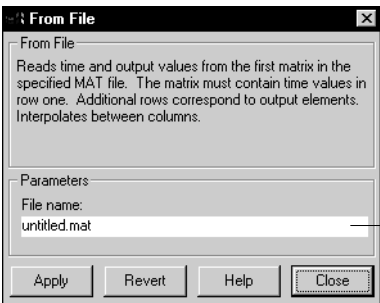 From File
From File
Reads time and output values from the first matrix in the
specified MAT file. The matrix must contain time values in
row one. Additional rows correspond to output elements.
Interpolates between columns.
Parameters
File name:
untitled.mat
Apply Revert Help Close